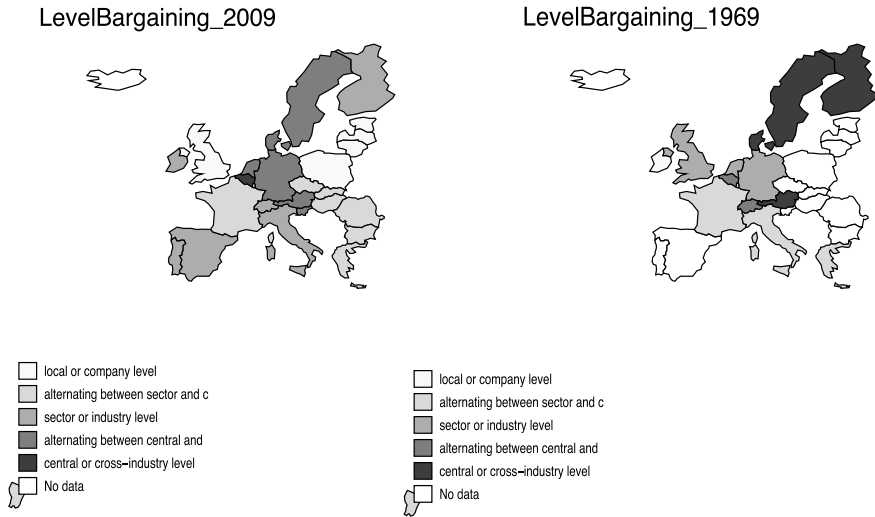 LevelBargaining_2009
local or company level
alternating between sector and c
sector or industry level
alternating between central and
central or cross−industry level
No data
LevelBargaining_1969
local or company level
alternating between sector and c
sector or industry level
alternating between central and
central or cross−industry level
No data